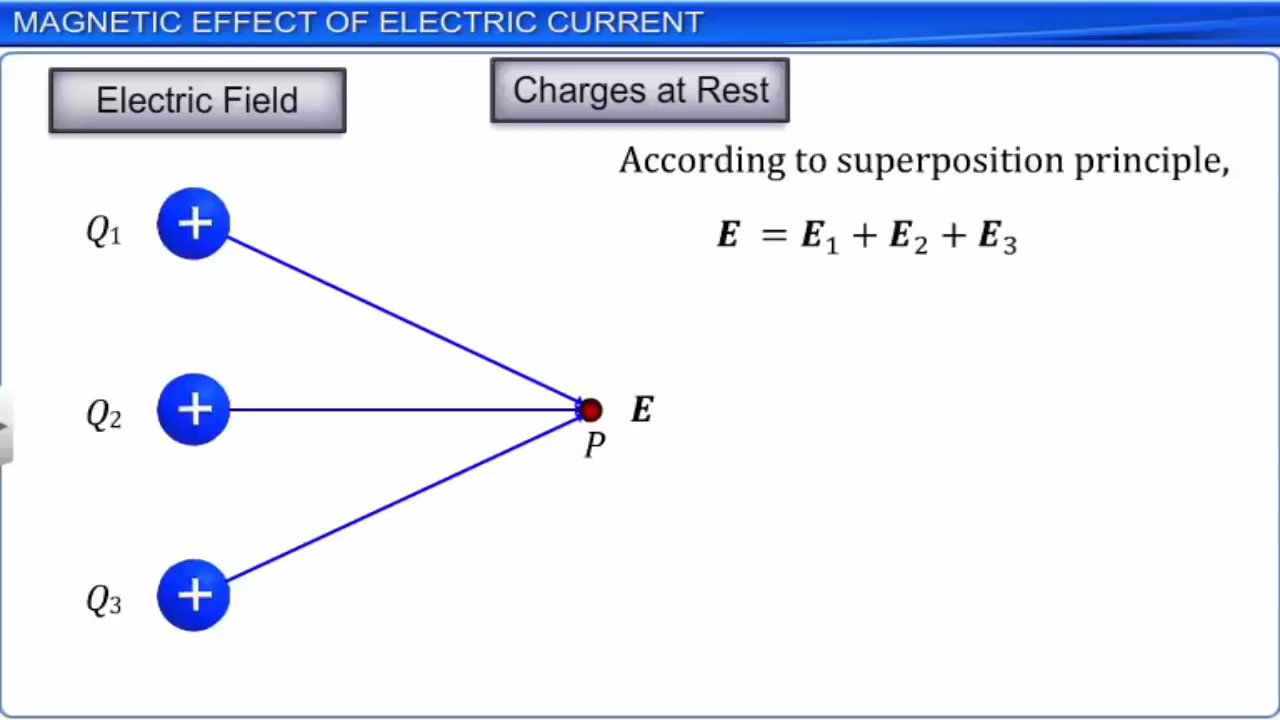 MAGNETIC EFFECT OF ELECTRIC CURRENT
Electric Field
Charges at Rest
According to superposition principle,
E = E₁ + E₂ + E₃
Q₁
+
Q₂
+
E
P
Q₃
+